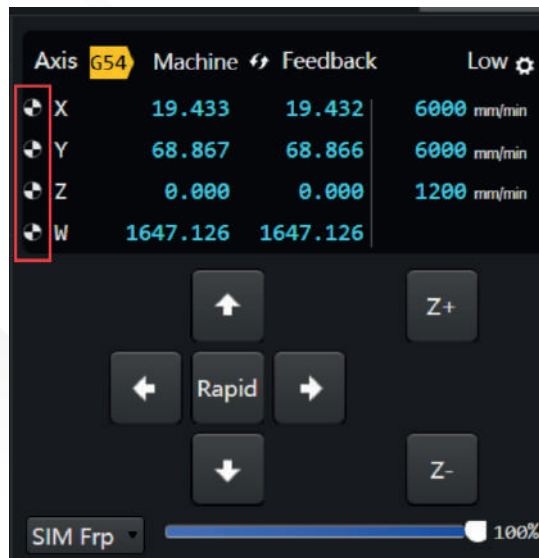 Axis G54 Machine Feedback Low
X 19.433 19.432 6000 mm/min
Y 68.867 68.866 6000 mm/min
Z 0.000 0.000 1200 mm/min
W 1647.126 1647.126
Z+
Rapid
Z-
SIM Frp 100%